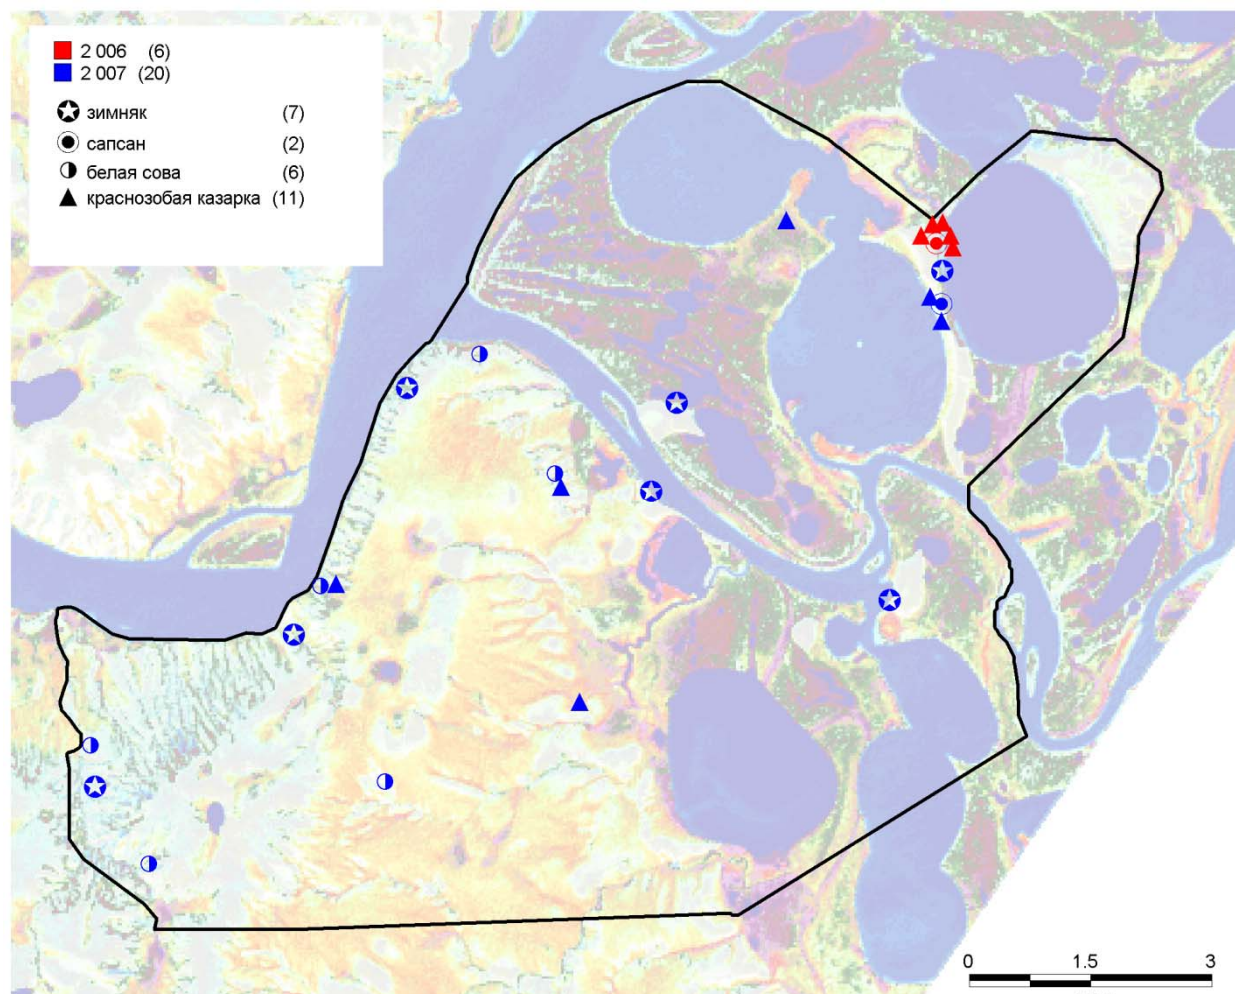 2 006 (6)
2 007 (20)
зимняк (7)
сапсан (2)
белая сова (6)
краснозобая казарка (11)
0 1.5 3